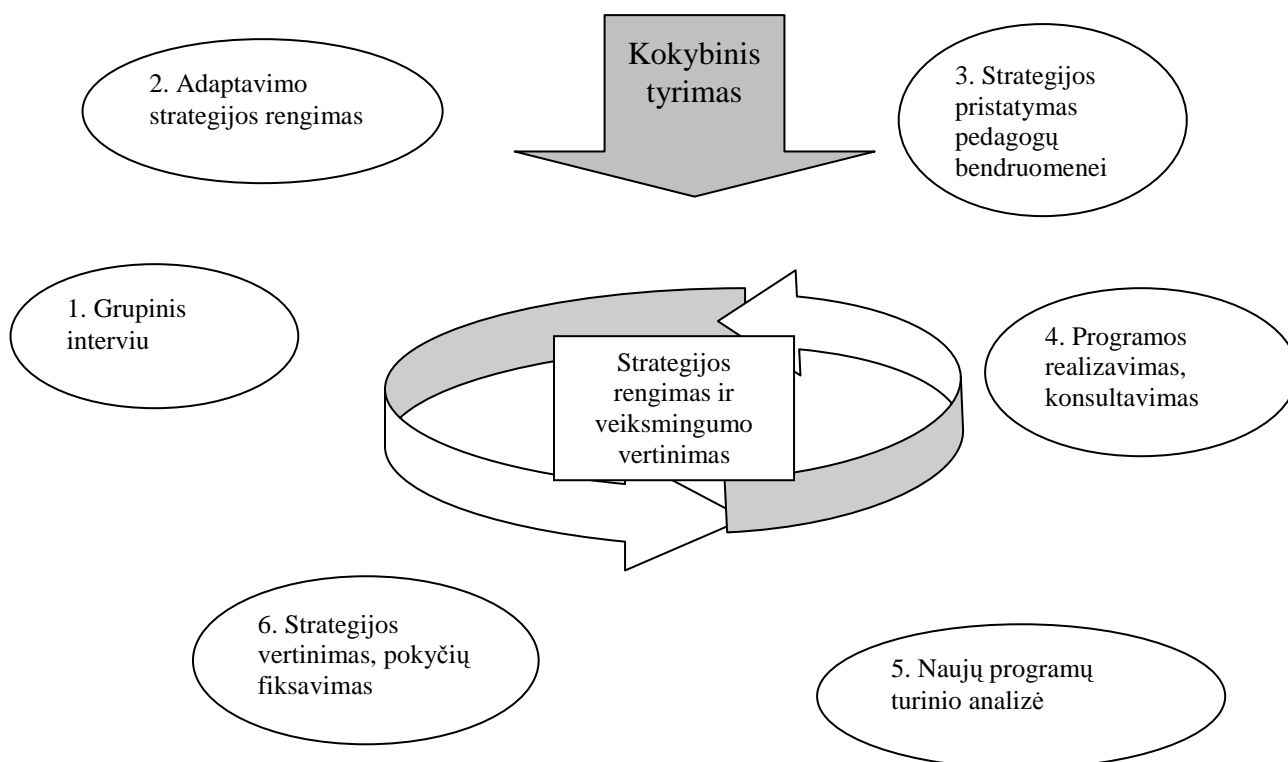 Kokybinis
tyrimas
2. Adaptavimo
strategijos rengimas
3. Strategijos
pristatymas
pedagogų
bendruomenei
1. Grupinis
interviu
Strategijos
rengimas ir
veiksmingumo
vertinimas
4. Programos
realizavimas,
konsultavimas
6. Strategijos
vertinimas, pokyčių
fiksavimas
5. Naujų programų
turinio analizė